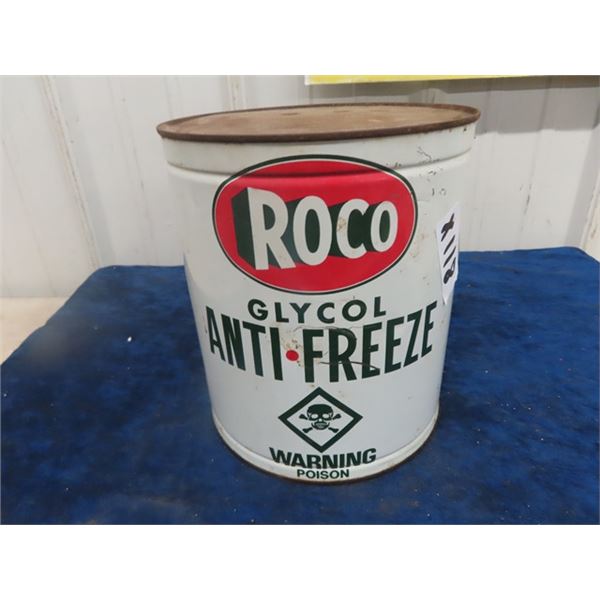 ROCO
GLYCOL
ANTI•FREEZE
WARNING
POISON